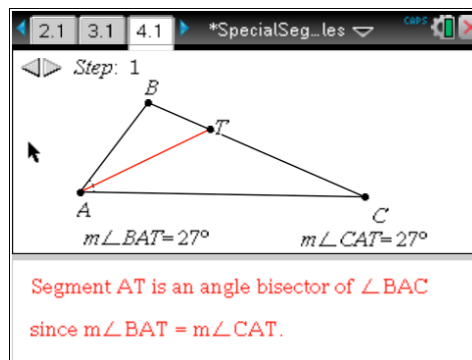 2.1 3.1 4.1 *SpecialSeg…les CAPS
Step: 1
B
T
A
C
m∠BAT=27° m∠CAT=27°
Segment AT is an angle bisector of ∠BAC
since m∠BAT = m∠CAT.